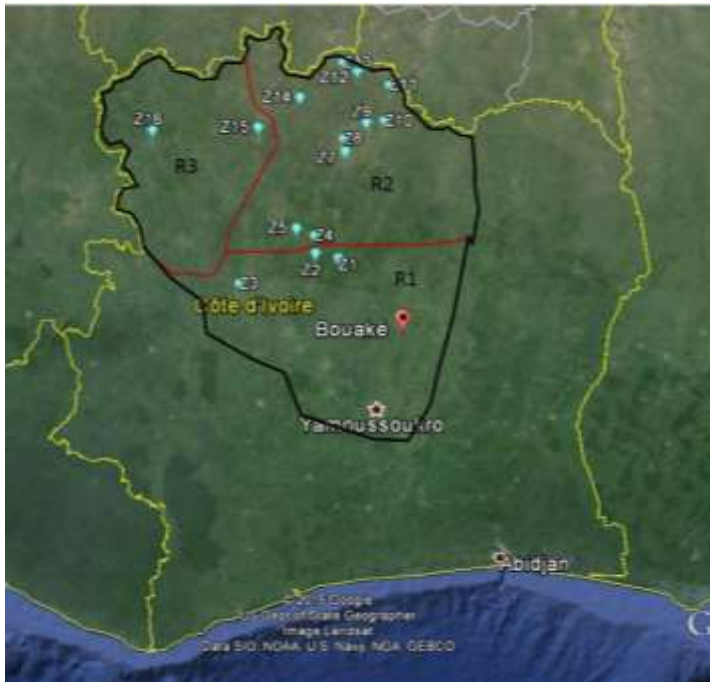 Z12
Z14
Z9
Z10
Z16
Z15
Z8
Z7
R3
R2
Z5
Z4
Z2
Z1
Z3
R1
Côte d'Ivoire
Bouake
Yamoussoukro
Abidjan
Image Landsat
Data SIO, NOAA, U.S. Navy, NGA, GEBCO
G